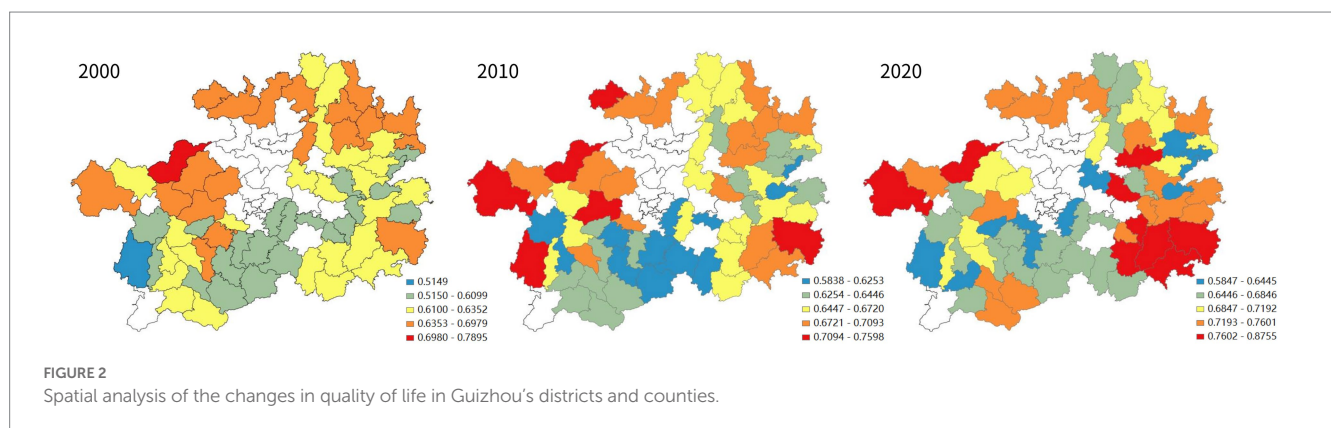 2000
2010
2020
0.5149
0.5150 - 0.6099
0.6100 - 0.6352
0.6353 - 0.6979
0.6980 - 0.7895
0.5838 - 0.6253
0.6254 - 0.6446
0.6447 - 0.6720
0.6721 - 0.7093
0.7094 - 0.7598
0.5847 - 0.6445
0.6446 - 0.6846
0.6847 - 0.7192
0.7193 - 0.7601
0.7602 - 0.8755
FIGURE 2
Spatial analysis of the changes in quality of life in Guizhou's districts and counties.